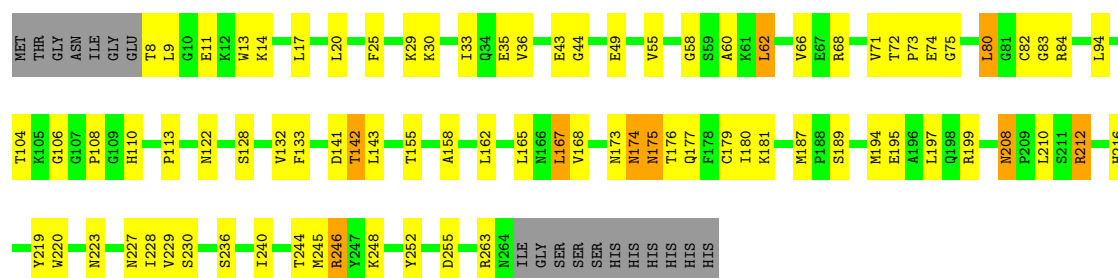 MET THR GLY ASN ILE GLY GLU T8 L9 G10 E11 K12 W13 K14 L17 L20 F25 K29 K30 I33 Q34 E35 V36 E43 G44 E49 V55 G58 S59 A60 K61 L62 V66 E67 R68 V71 T72 P73 E74 G75 L80 G81 C82 G83 R84 L94
T104 K105 G106 G107 P108 G109 H110 P113 N122 S128 V132 F133 D141 T142 L143 T155 A158 L162 L165 N166 L167 V168 N173 N174 N175 T176 Q177 F178 C179 I180 K181 M187 P188 S189 M194 E195 A196 L197 Q198 R199 N208 P209 L210 S211 R212
Y219 W220 N223 N227 I228 V229 S230 S236 I240 T244 M245 R246 Y247 K248 Y252 D255 R263 N264 ILE GLY SER SER SER HIS HIS HIS HIS HIS HIS